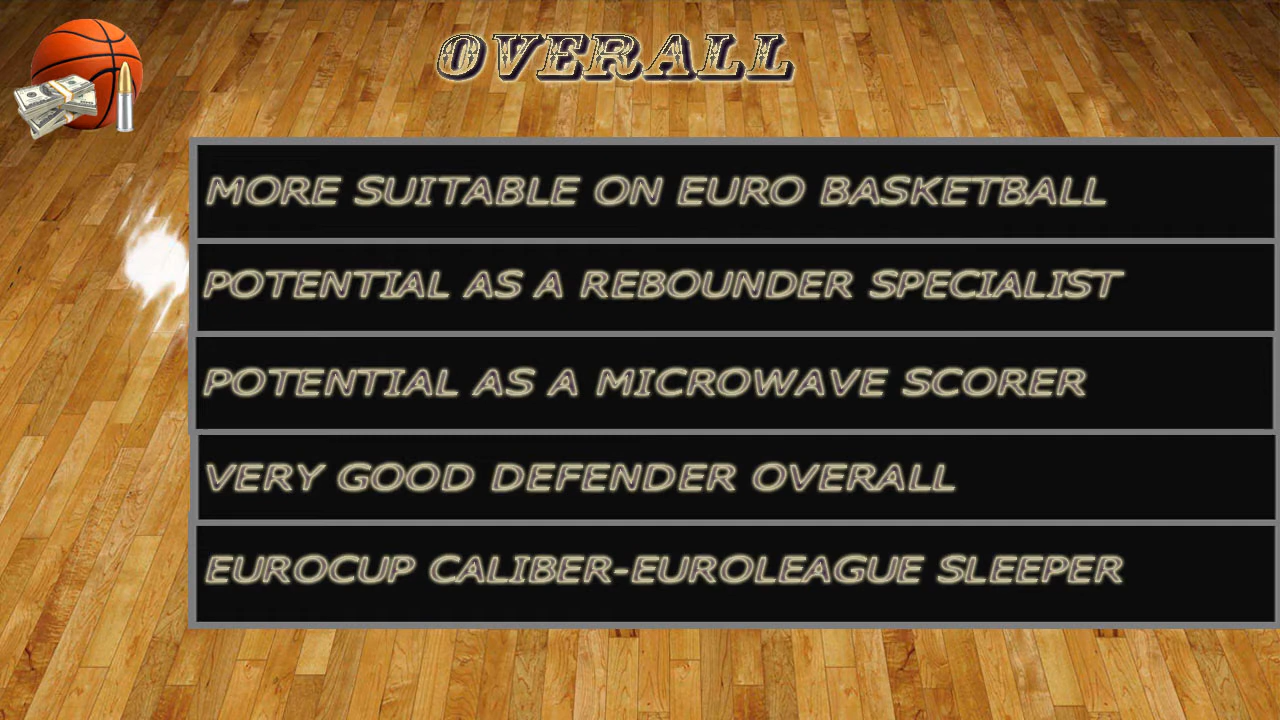 OVERALL
MORE SUITABLE ON EURO BASKETBALL
POTENTIAL AS A REBOUNDER SPECIALIST
POTENTIAL AS A MICROWAVE SCORER
VERY GOOD DEFENDER OVERALL
EUROCUP CALIBER-EUROLEAGUE SLEEPER